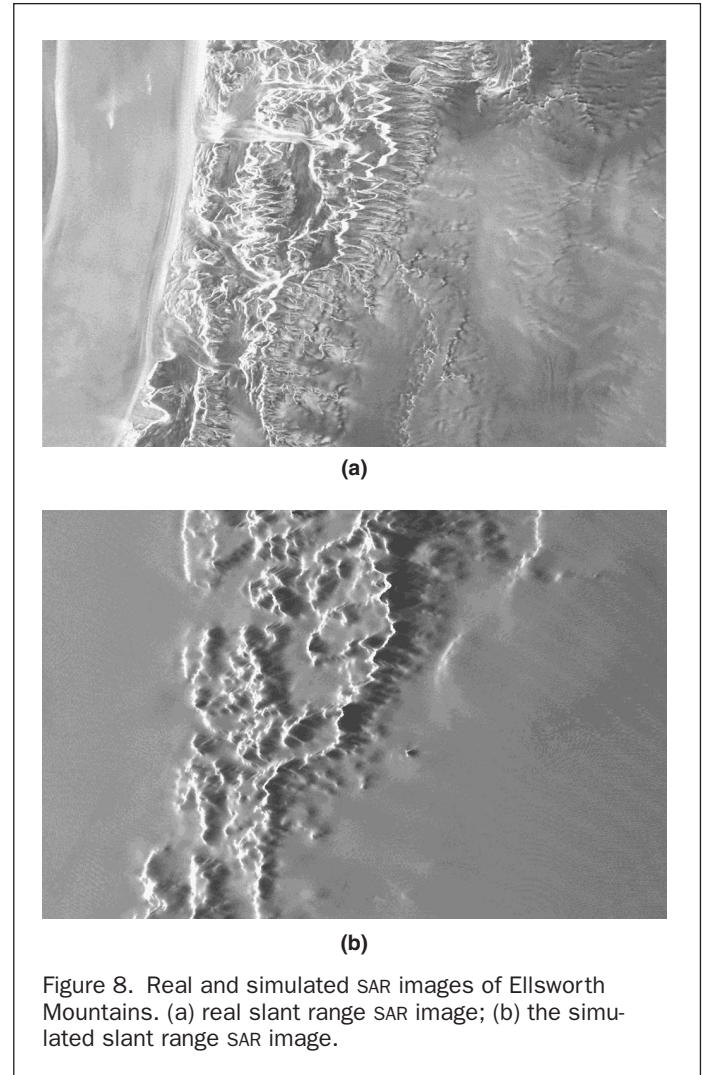 (a)
(b)
Figure 8. Real and simulated SAR images of Ellsworth
Mountains. (a) real slant range SAR image; (b) the simu-
lated slant range SAR image.